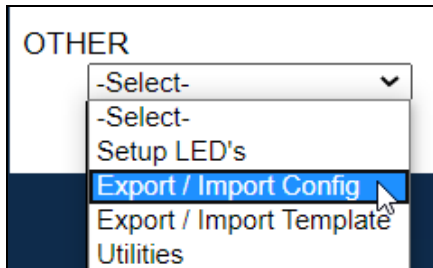 OTHER
-Select-
-Select-
Setup LED's
Export / Import Config
Export / Import Template
Utilities